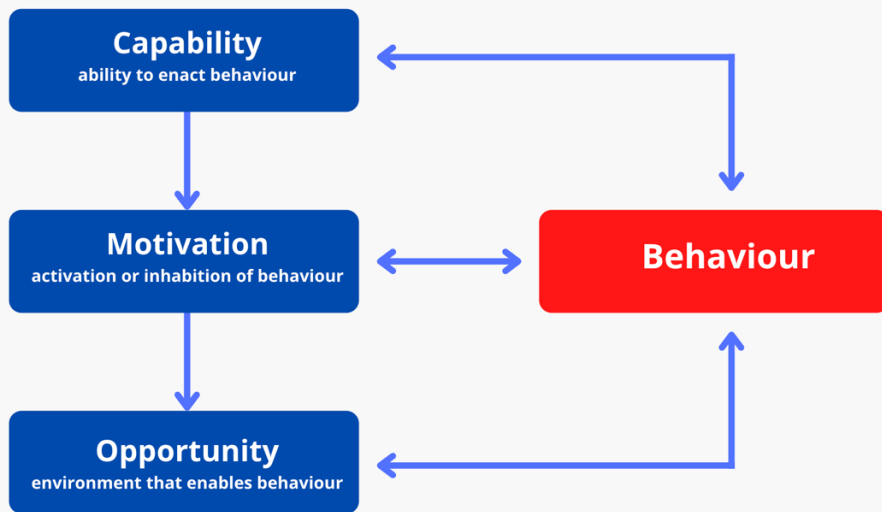 Capability
ability to enact behaviour
Motivation
activation or inhabition of behaviour
Behaviour
Opportunity
environment that enables behaviour